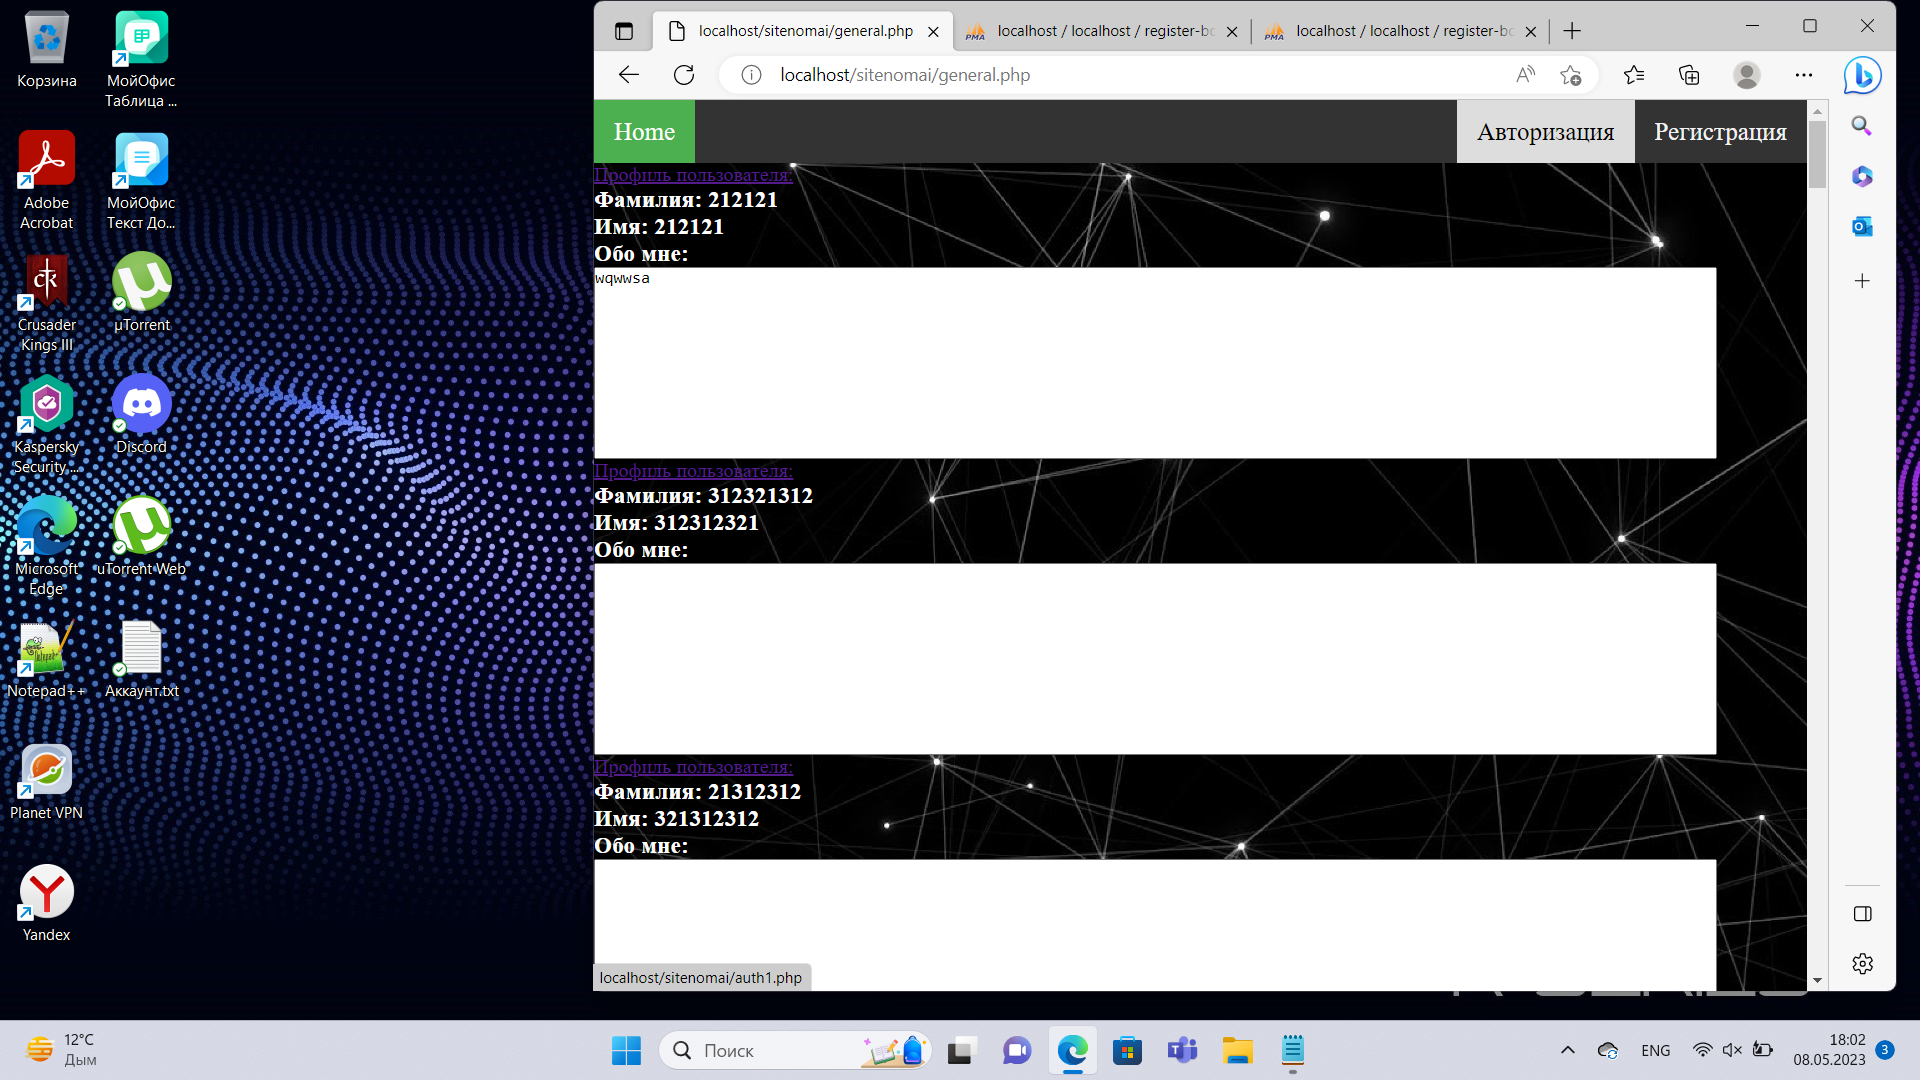 Корзина
МойОфис
Таблица ...
Adobe
Acrobat
МойОфис
Текст До...
Crusader
Kings III
µTorrent
Kaspersky
Security ...
Discord
Microsoft
Edge
uTorrent Web
Notepad++
Аккаунт.txt
Planet VPN
Yandex
localhost/sitenomai/general.php
PMA
localhost / localhost / register-bc
PMA
localhost / localhost / register-bc
localhost/sitenomai/general.php
Home
Авторизация
Регистрация
Профиль пользователя:
Фамилия: 212121
Имя: 212121
Обо мне:
wqwwsa
Профиль пользователя:
Фамилия: 312321312
Имя: 312312321
Обо мне:
Профиль пользователя:
Фамилия: 21312312
Имя: 321312312
Обо мне:
localhost/sitenomai/auth1.php
12°C
Дым
Поиск
ENG
18:02
08.05.2023
3